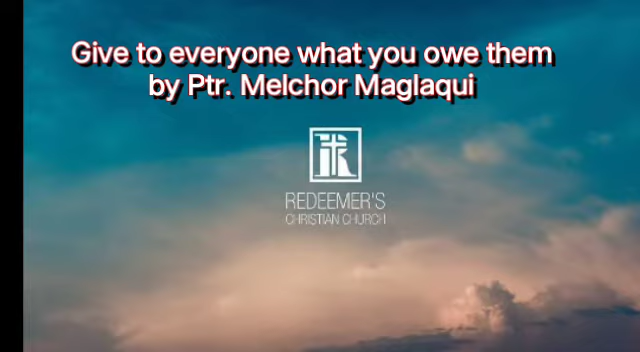 Give to everyone what you owe them
by Ptr. Melchor Maglaqui
REDEEMER'S
CHRISTIAN CHURCH